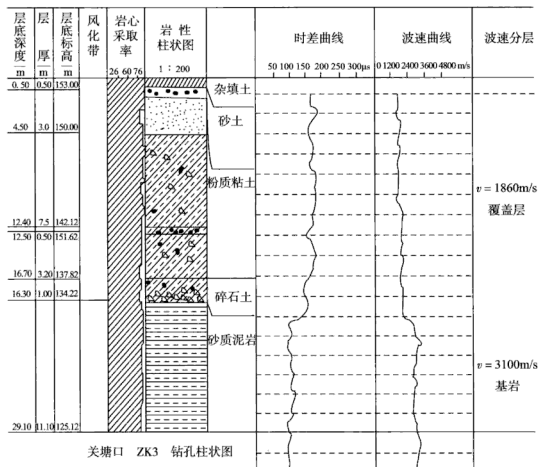 层底深度 m 层厚 m 层底标高 m 风化带 岩心采取率 岩性柱状图 时差曲线 波速曲线 波速分层
26 60 76 1:200 50 100 150 200 300μs 0 1200 2400 3600 4800 m/s
0.50 0.50 153.00 杂填土
砂土
4.50 3.0 150.00
粉质粘土
v=1860m/s
覆盖层
12.40 7.5 142.12
12.50 0.50 151.62
16.70 3.20 137.82
16.30 1.00 134.22 碎石土
砂质泥岩
v=3100m/s
基岩
29.10 11.10 125.12
关塘口 ZK3 钻孔柱状图